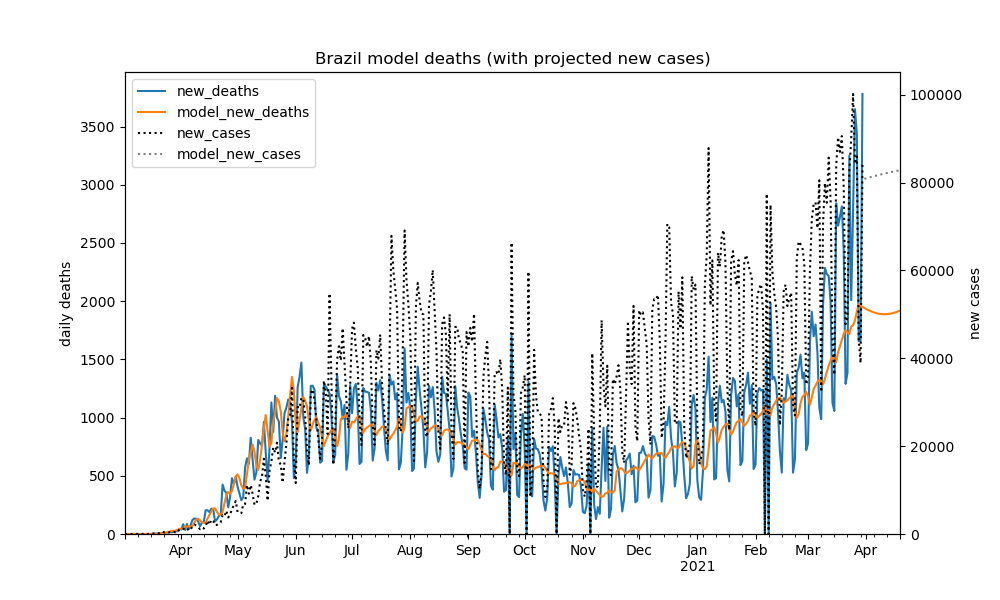 Brazil model deaths (with projected new cases)
new_deaths
model_new_deaths
new_cases
model_new_cases
daily deaths
3500
3000
2500
2000
1500
1000
500
0
100000
80000
60000
40000
20000
0
new cases
Apr May Jun Jul Aug Sep Oct Nov Dec Jan Feb Mar Apr
2021